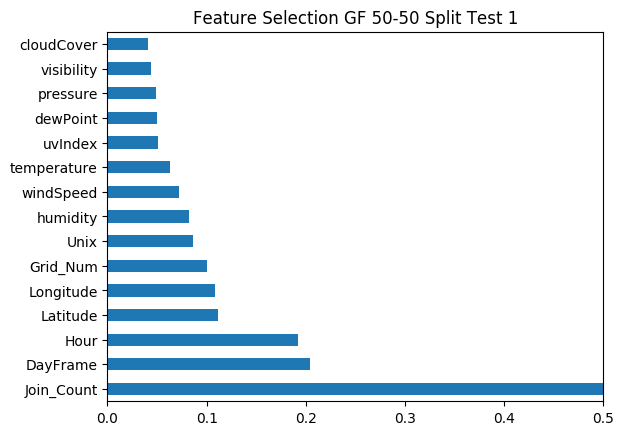 Feature Selection GF 50-50 Split Test 1
cloudCover
visibility
pressure
dewPoint
uvIndex
temperature
windSpeed
humidity
Unix
Grid_Num
Longitude
Latitude
Hour
DayFrame
Join_Count
0.0 0.1 0.2 0.3 0.4 0.5